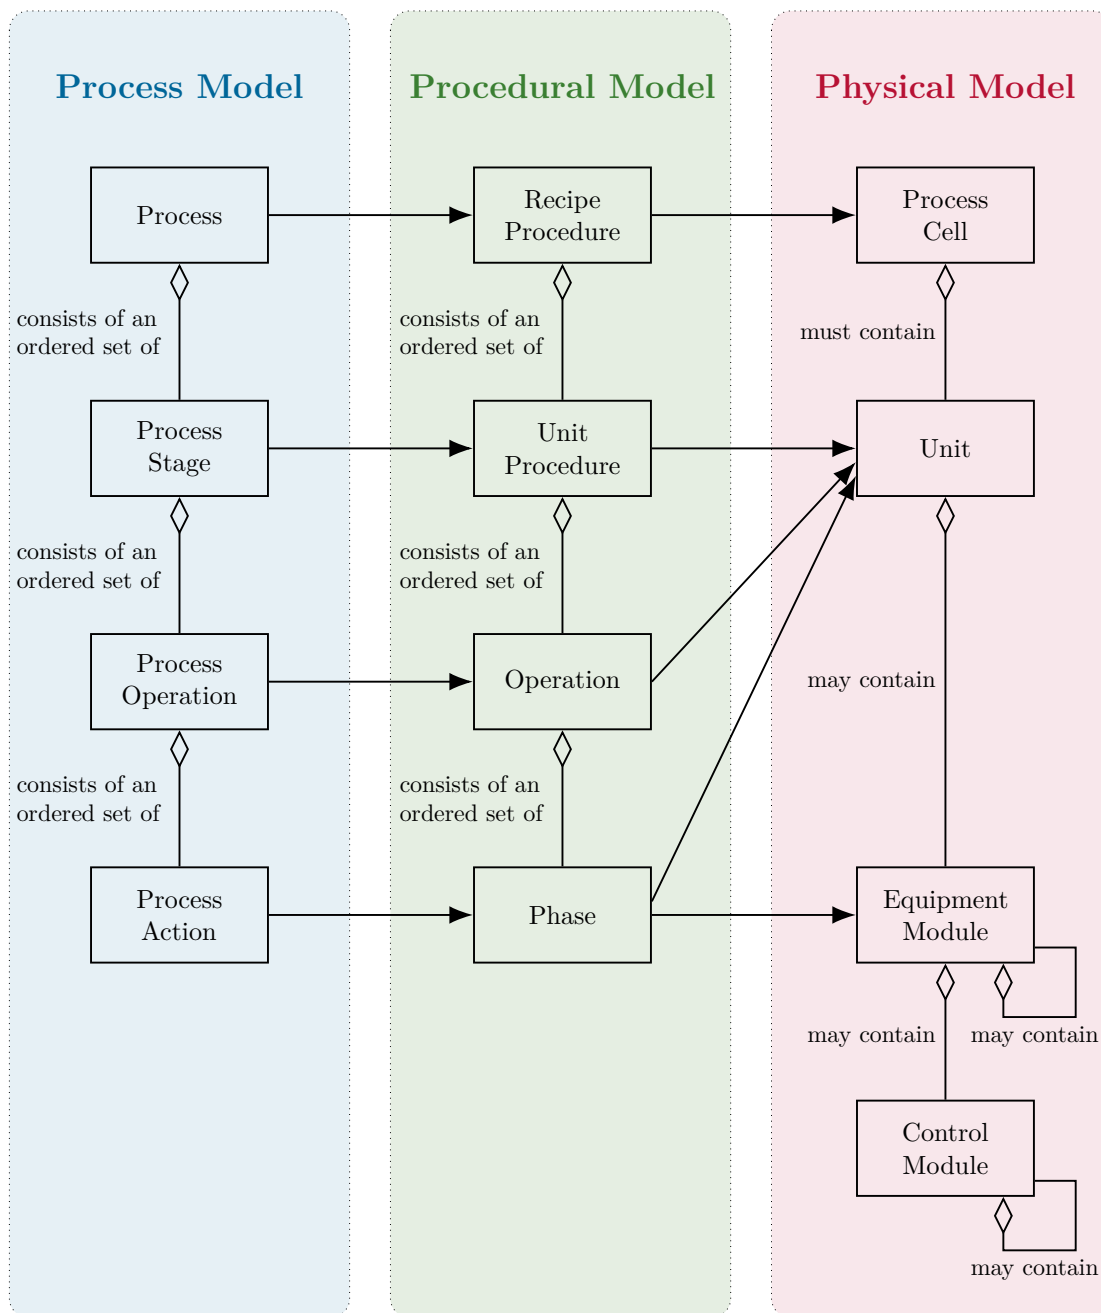 Process Model
Procedural Model
Physical Model
Process
Recipe
Procedure
Process
Cell
consists of an
ordered set of
consists of an
ordered set of
must contain
Process
Stage
Unit
Procedure
Unit
consists of an
ordered set of
consists of an
ordered set of
Process
Operation
Operation
may contain
consists of an
ordered set of
consists of an
ordered set of
Process
Action
Phase
Equipment
Module
may contain
may contain
Control
Module
may contain